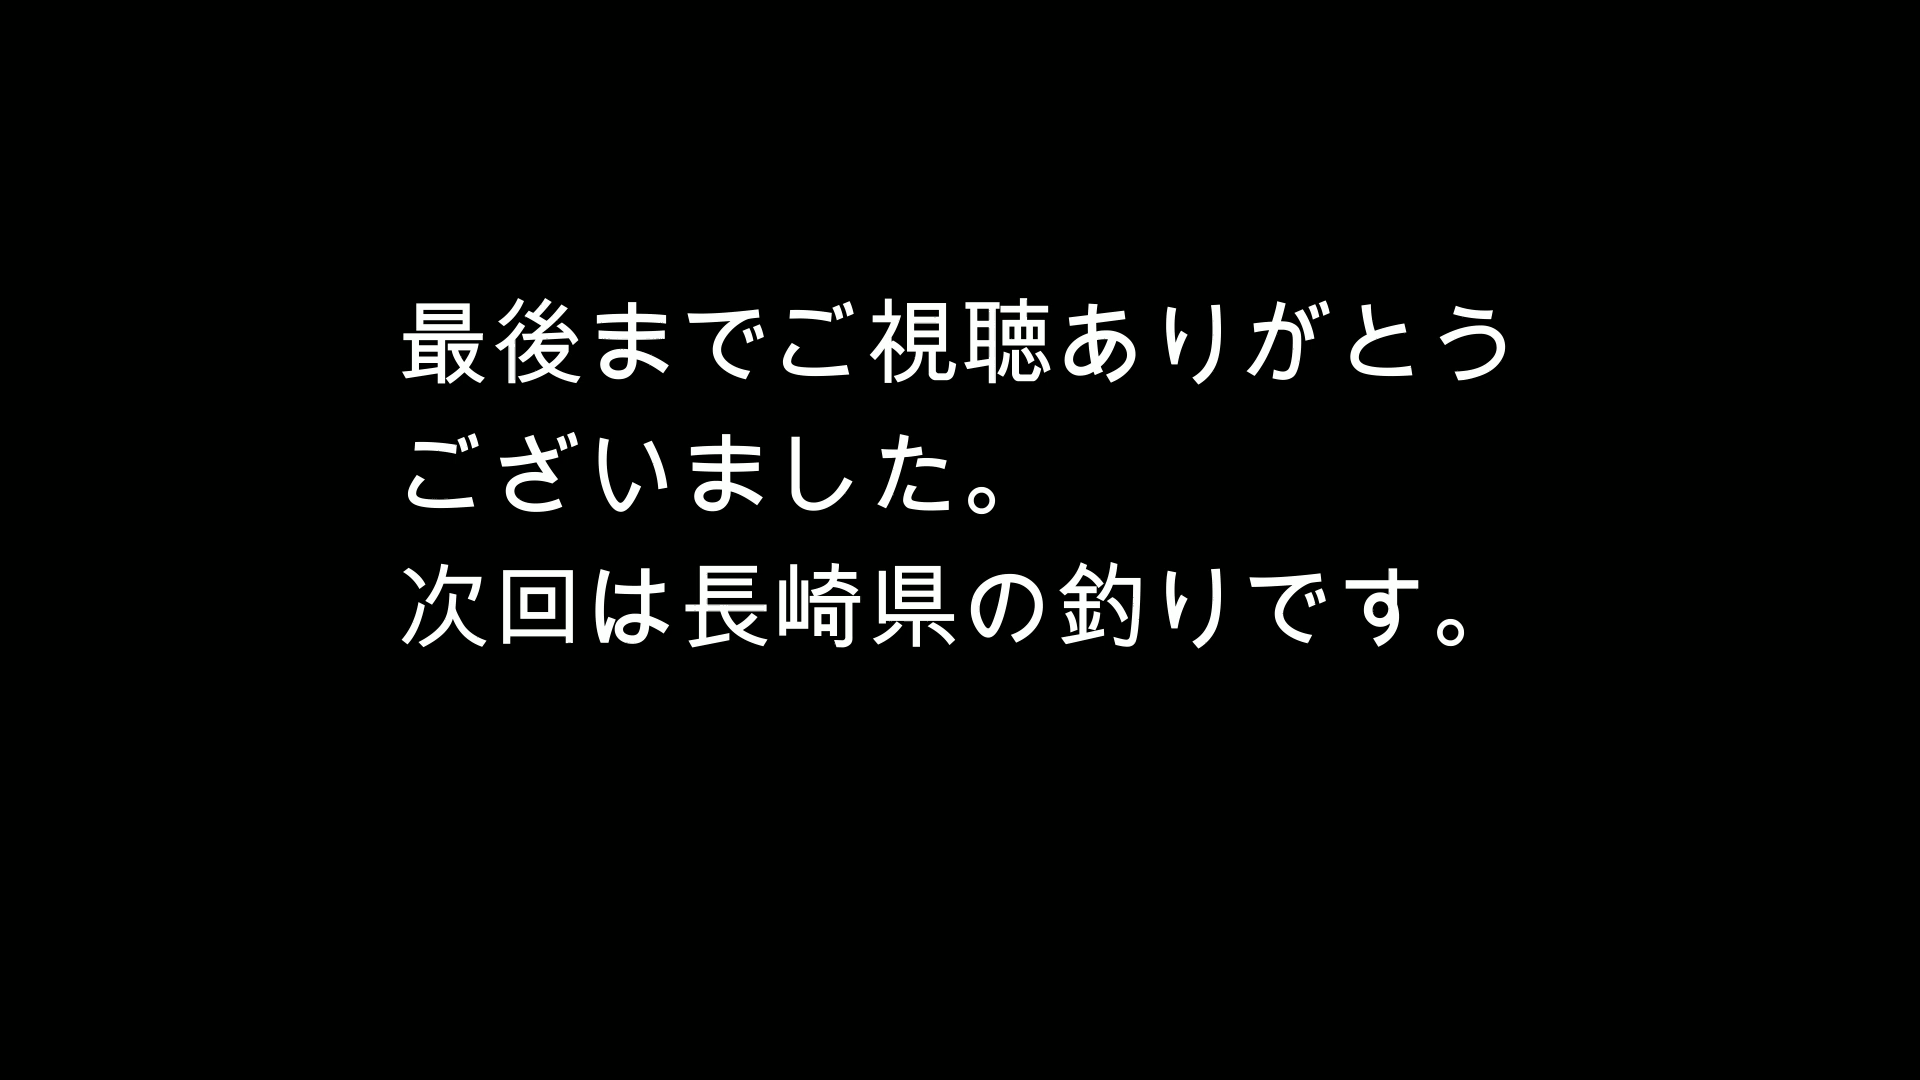 最後までご視聴ありがとう
ございました。
次回は長崎県の釣りです。